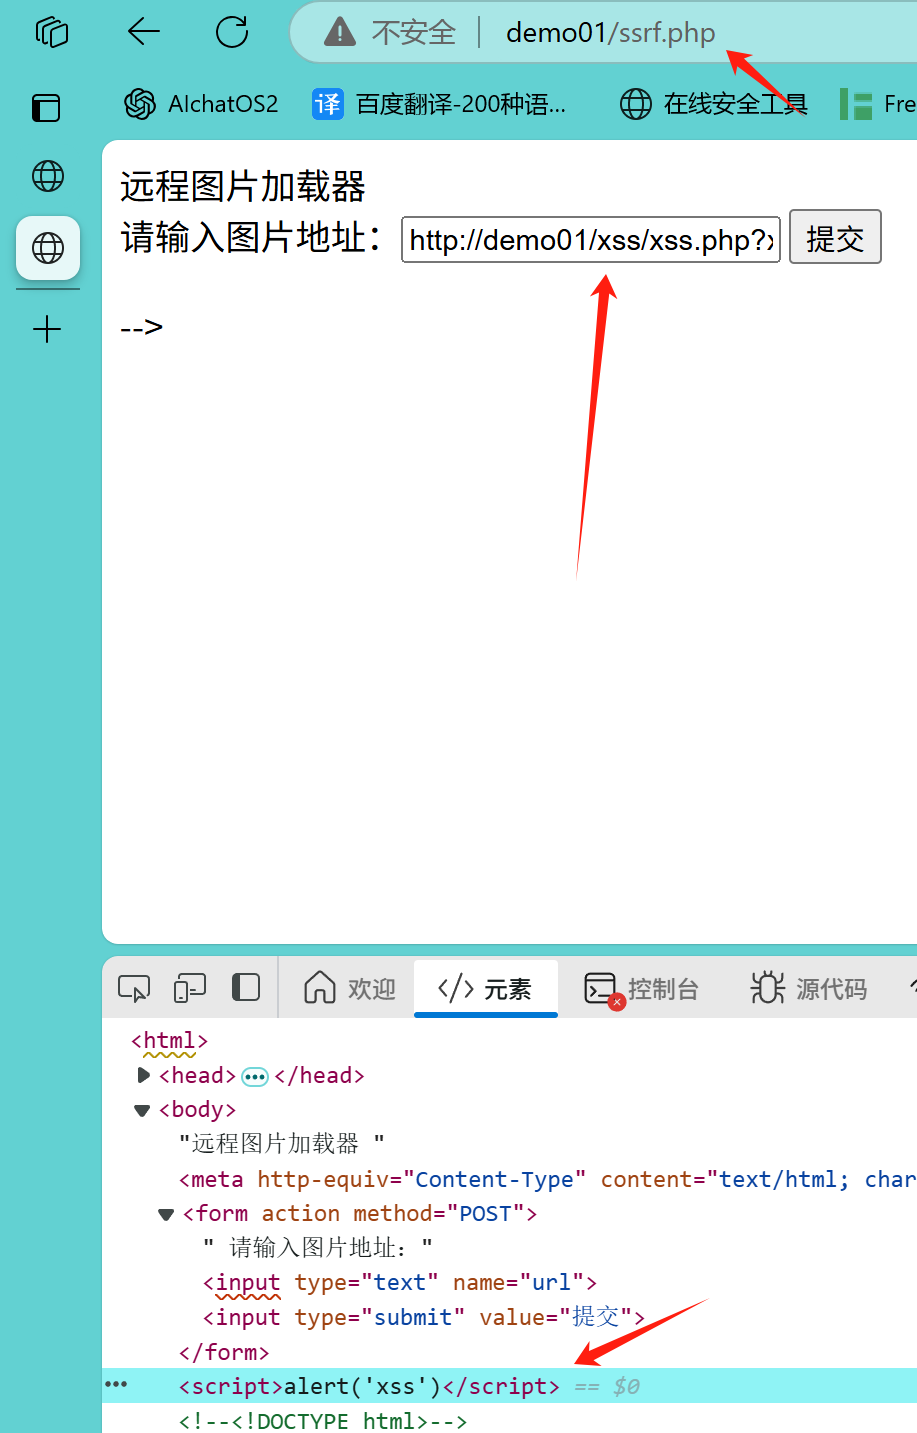 不安全 demo01/ssrf.php
AIchatOS2 百度翻译-200种语... 在线安全工具 Fre
远程图片加载器
请输入图片地址： http://demo01/xss/xss.php?x 提交
-->
欢迎 </> 元素 控制台 源代码
<html>
<head>•••</head>
<body>
"远程图片加载器 "
<meta http-equiv="Content-Type" content="text/html; char
<form action method="POST">
" 请输入图片地址："
<input type="text" name="url">
<input type="submit" value="提交">
</form>
<script>alert('xss')</script> == $0
<!--<!DOCTYPE html>-->